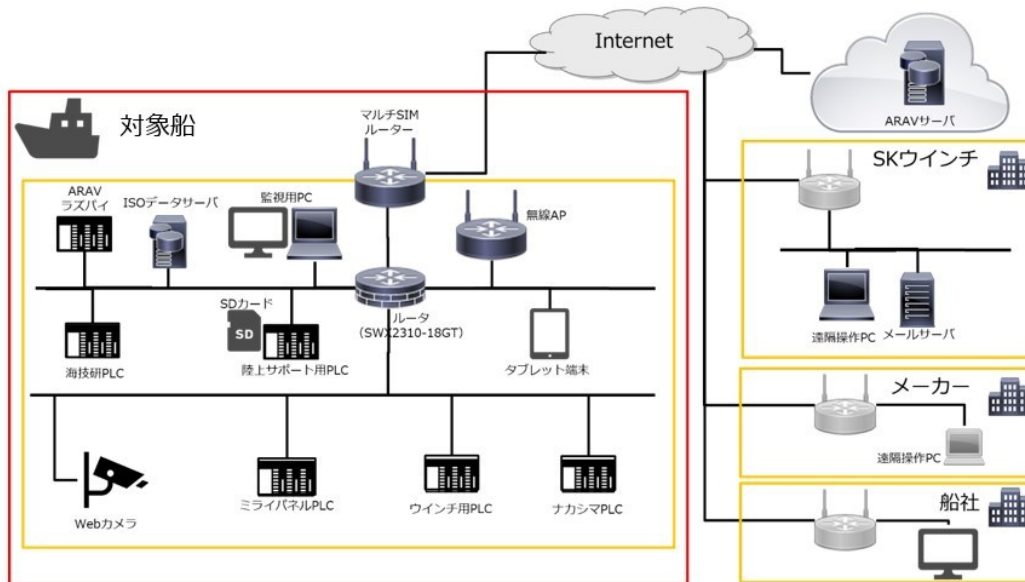 Internet
ARAVサーバ
対象船
マルチSIM
ルーター
SKウインチ
ARAV
ラズパイ
ISOデータサーバ
監視用PC
無線AP
SDカード
SD
ルータ
（SWX2310-18GT）
海技研PLC
陸上サポート用PLC
タブレット端末
遠隔操作PC
メールサーバ
メーカー
遠隔操作PC
Webカメラ
ミライパネルPLC
ウインチ用PLC
ナカシマPLC
船社